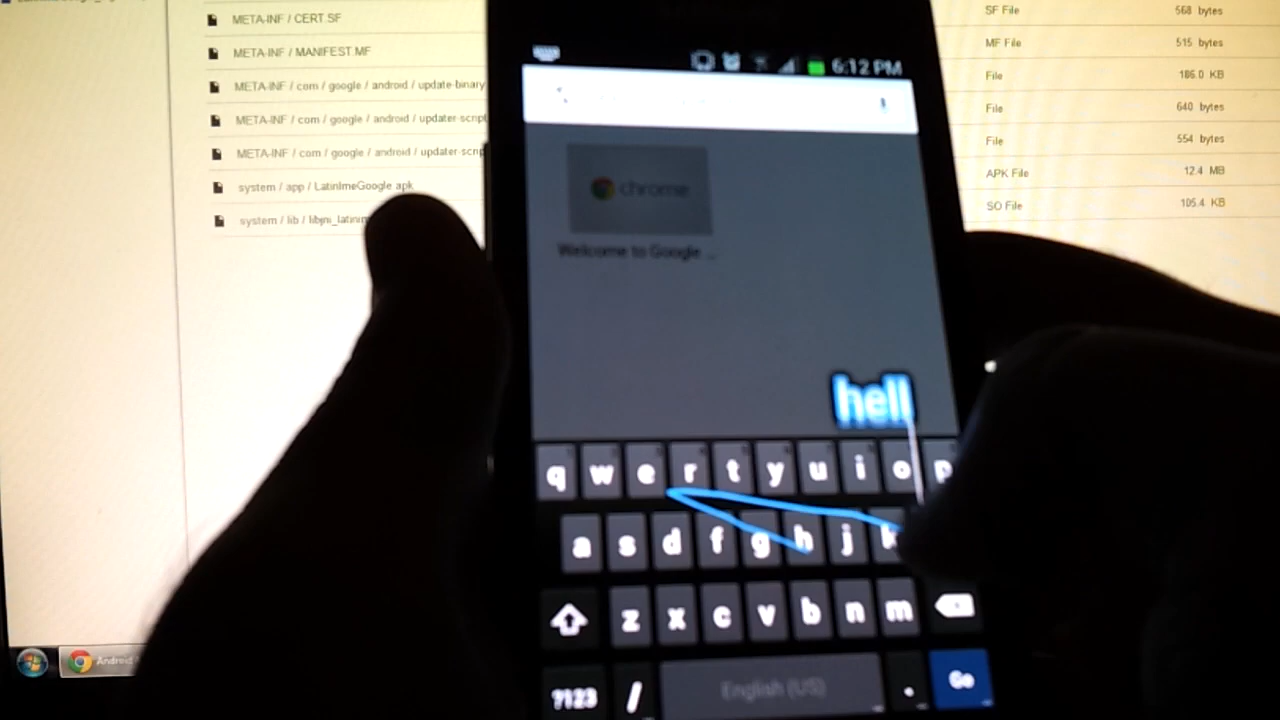 META-INF / CERT.SF
SF File
568 bytes
META-INF / MANIFEST.MF
MF File
515 bytes
META-INF / com / google / android / update-binary
File
186.0 KB
META-INF / com / google / android / updater-script
File
640 bytes
META-INF / com / google / android / updater-scrip
File
554 bytes
system / app / LatinImeGoogle.apk
APK File
12.4 MB
system / lib / libjni_latinim
SO File
105.4 KB
6:12 PM
chrome
Welcome to Google ...
hell
q w e r t y u i o p
a s d f g h j k
z x c v b n m
?123 / English (US) . Go
Android